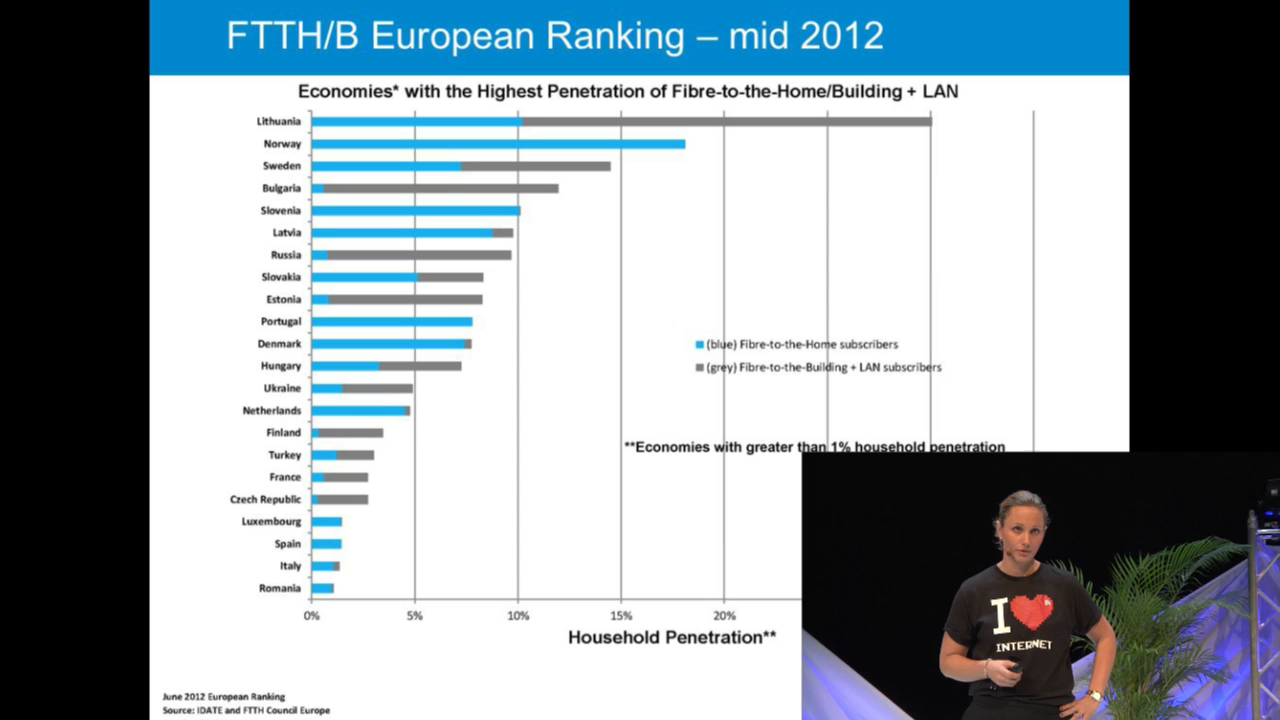 FTTH/B European Ranking – mid 2012
Economies* with the Highest Penetration of Fibre-to-the-Home/Building + LAN
Lithuania
Norway
Sweden
Bulgaria
Slovenia
Latvia
Russia
Slovakia
Estonia
Portugal
Denmark
(blue) Fibre-to-the-Home subscribers
Hungary
(grey) Fibre-to-the-Building + LAN subscribers
Ukraine
Netherlands
Finland
**Economies with greater than 1% household penetration
Turkey
France
Czech Republic
Luxembourg
Spain
Italy
Romania
0% 5% 10% 15% 20%
Household Penetration**
June 2012 European Ranking
Source: IDATE and FTTH Council Europe
I
INTERNET